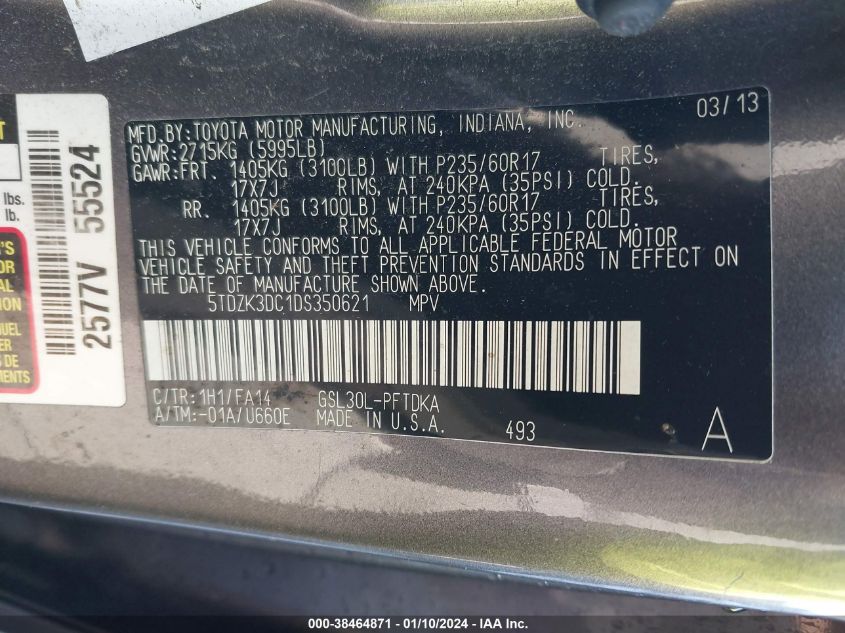 MFD.BY:TOYOTA MOTOR MANUFACTURING, INDIANA, INC. 03/13
GVWR:2715KG (5995LB)
GAWR:FRT. 1405KG (3100LB) WITH P235/60R17 TIRES,
17X7J RIMS, AT 240KPA (35PSI) COLD.
RR. 1405KG (3100LB) WITH P235/60R17 TIRES,
17X7J RIMS, AT 240KPA (35PSI) COLD.
THIS VEHICLE CONFORMS TO ALL APPLICABLE FEDERAL MOTOR
VEHICLE SAFETY AND THEFT PREVENTION STANDARDS IN EFFECT ON
THE DATE OF MANUFACTURE SHOWN ABOVE.
5TDZK3DC1DS350621 MPV
C/TR:1H1/FA14 GSL30L-PFTDKA
A/TM:-01A/U660E MADE IN U.S.A. 493 A
2577V 55524
lbs.
lb.
DE
000-38464871 - 01/10/2024 - IAA Inc.